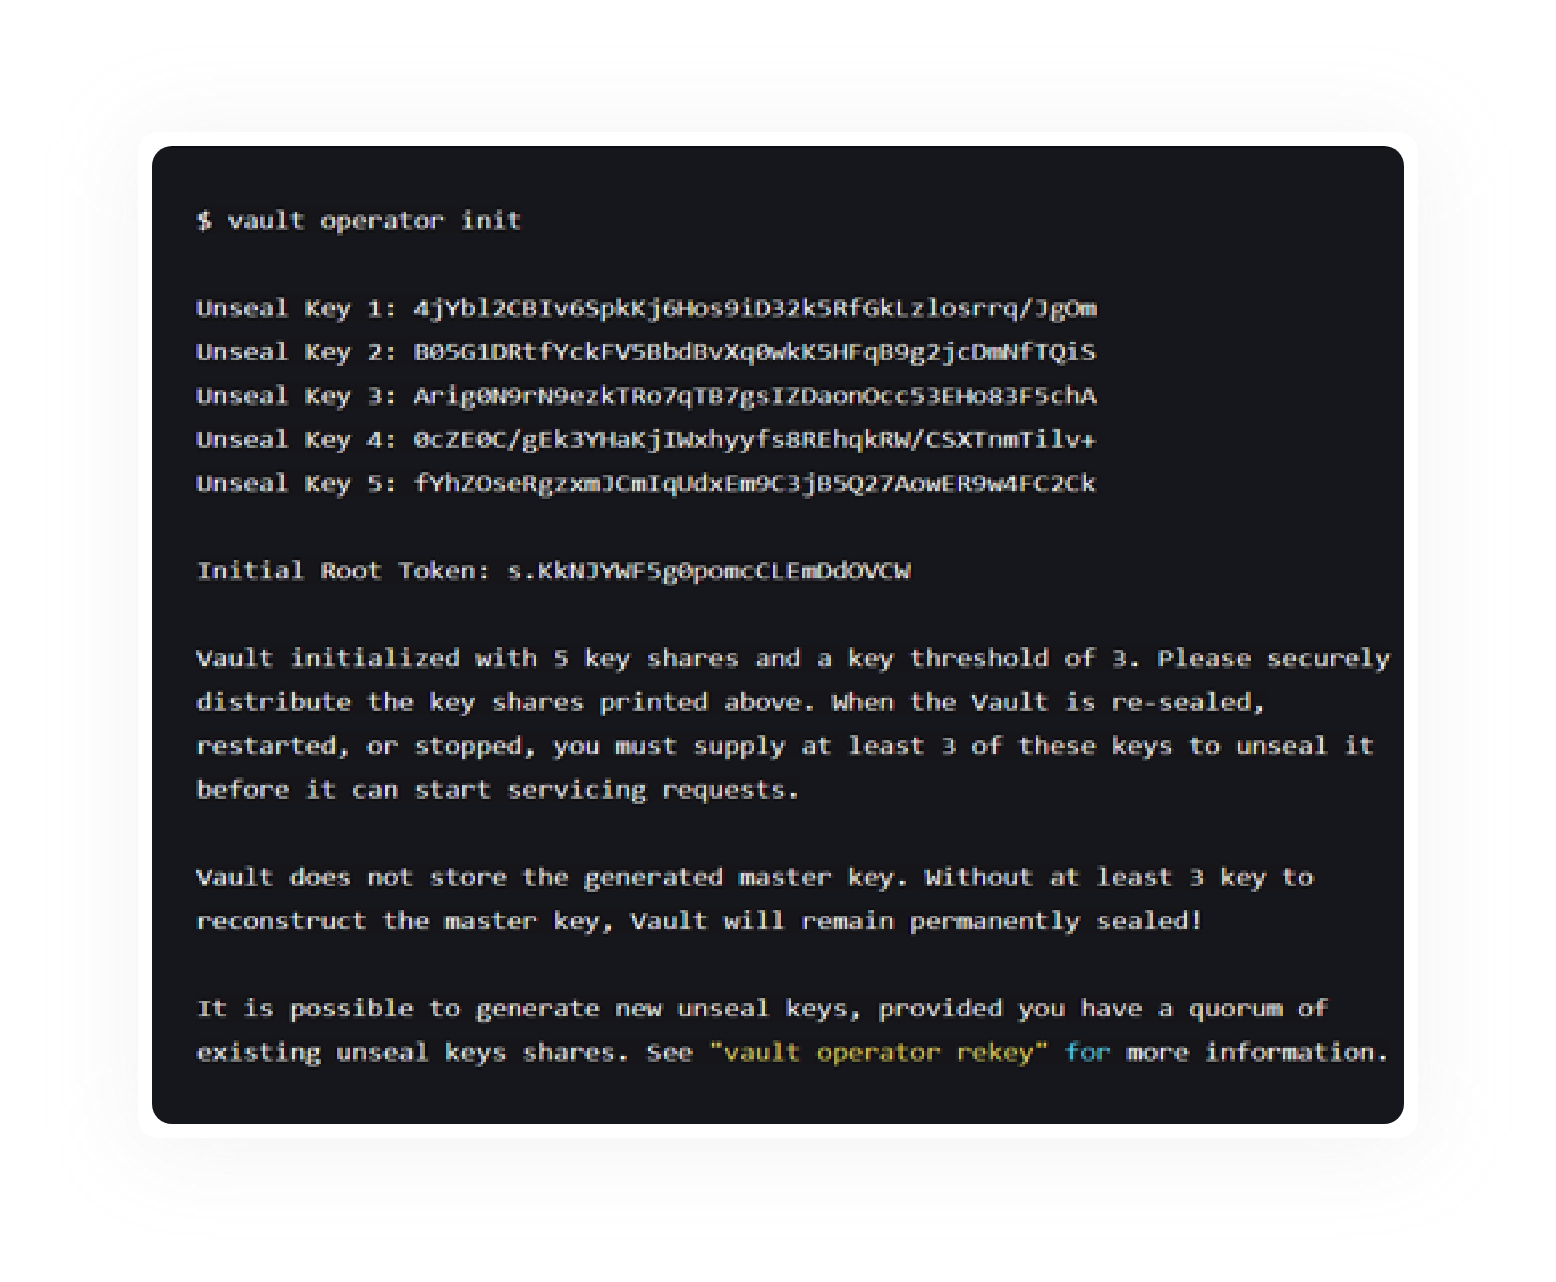 $ vault operator init
Unseal Key 1: 4jYbl2CBIv6SpkKj6Hos9iD32k5RfGkLzlosrrq/JgOm
Unseal Key 2: B05G1DRtfYckFV5BbdBvXq0wkK5HFqB9g2jcDmNfTQiS
Unseal Key 3: Arig0N9rN9ezkTRo7qTB7gsIZDaonOcc53EHo83F5chA
Unseal Key 4: 0cZE0C/gEk3YHaKjIWxhyyfs8REhqkRW/CSXTnmTilv+
Unseal Key 5: fYhZOseRgzxmJCmIqUdxEm9C3jB5Q27AowER9w4FC2Ck
Initial Root Token: s.KkNJYWF5g0pomcCLEmDdOVCW
Vault initialized with 5 key shares and a key threshold of 3. Please securely
distribute the key shares printed above. When the Vault is re-sealed,
restarted, or stopped, you must supply at least 3 of these keys to unseal it
before it can start servicing requests.
Vault does not store the generated master key. Without at least 3 key to
reconstruct the master key, Vault will remain permanently sealed!
It is possible to generate new unseal keys, provided you have a quorum of
existing unseal keys shares. See "vault operator rekey" for more information.